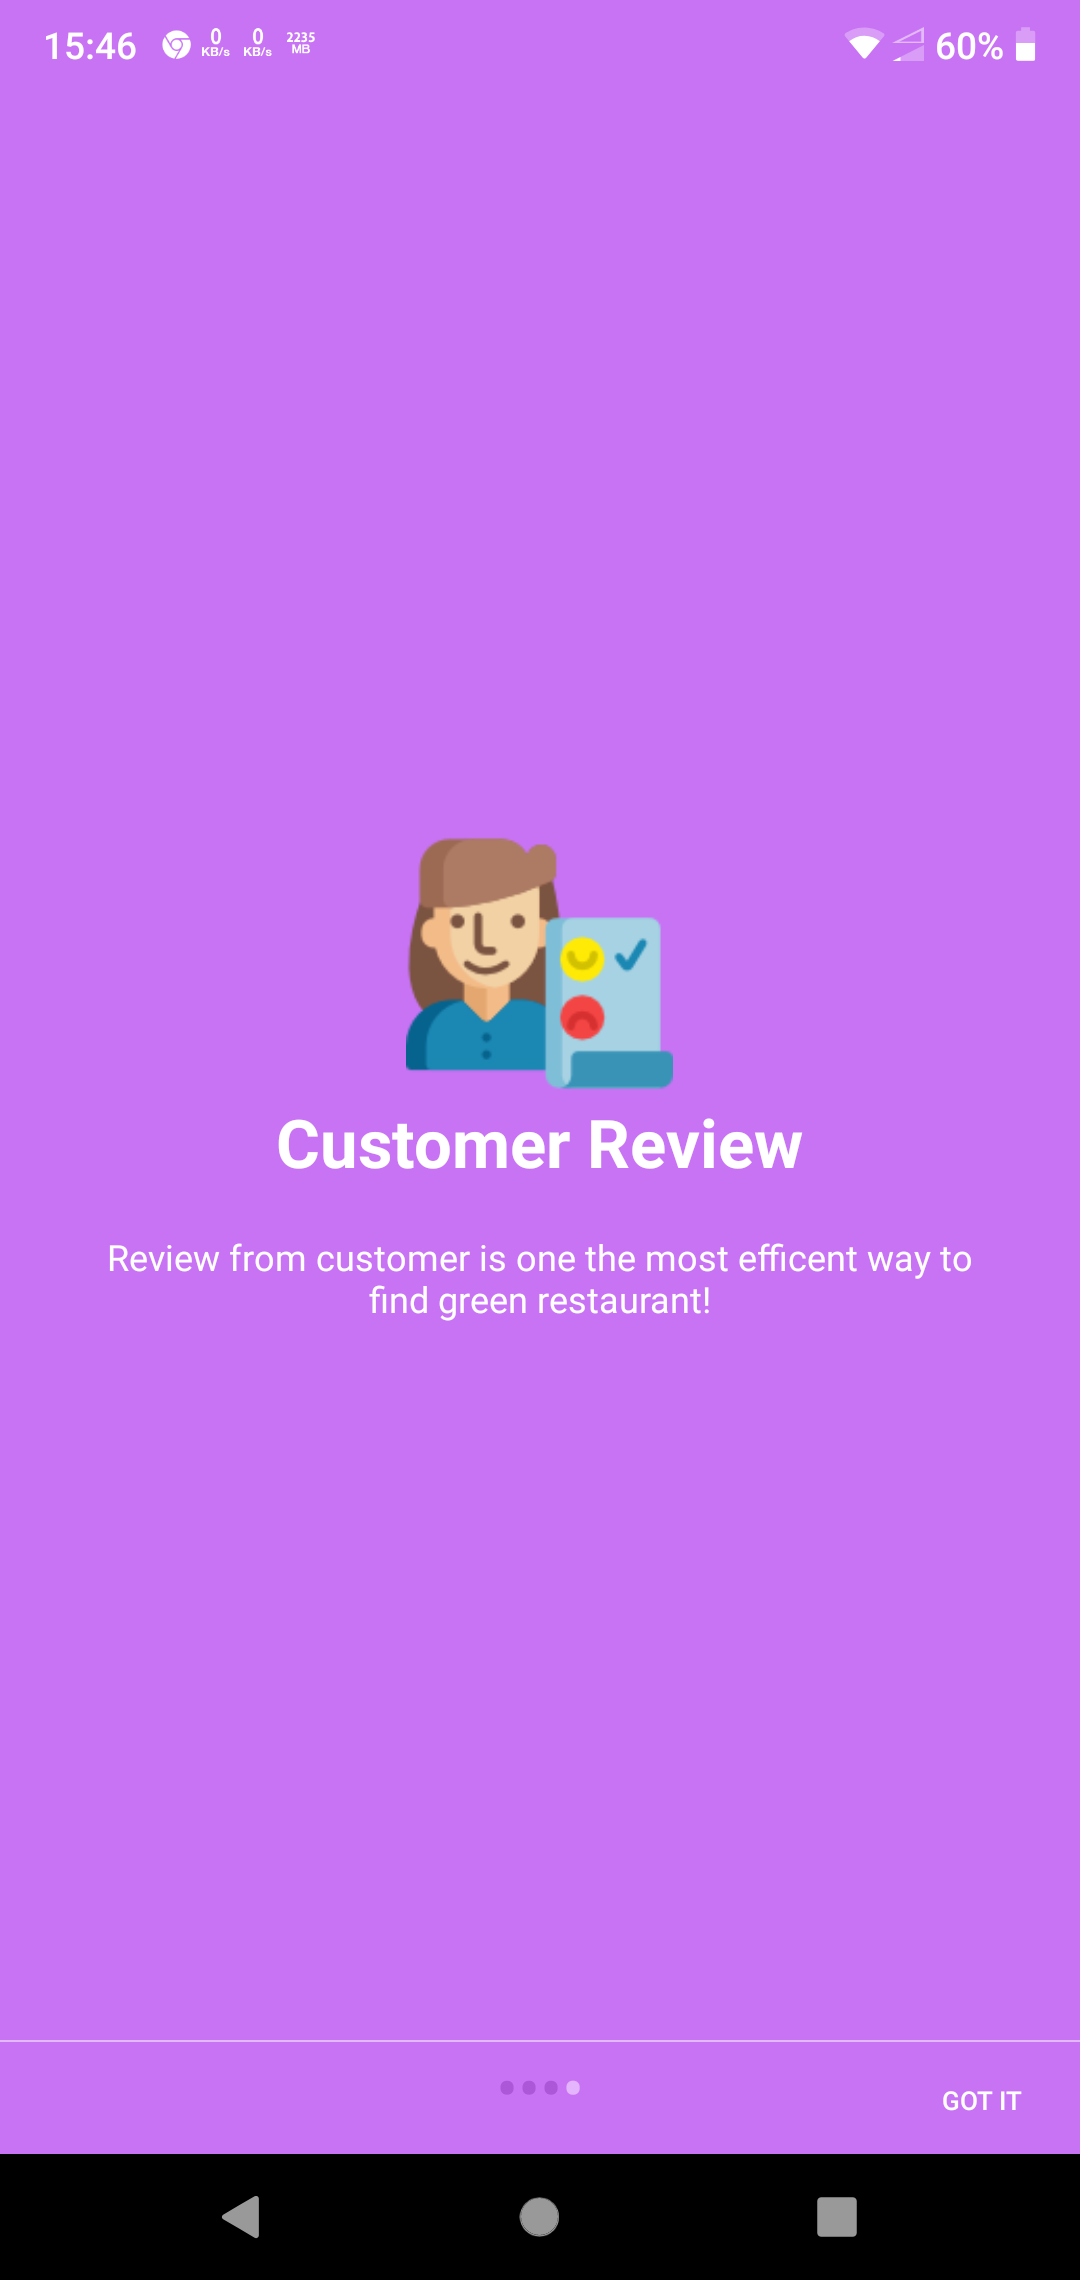 15:46 0 KB/s 0 KB/s 2235 MB 60%
Customer Review
Review from customer is one the most efficent way to
find green restaurant!
GOT IT